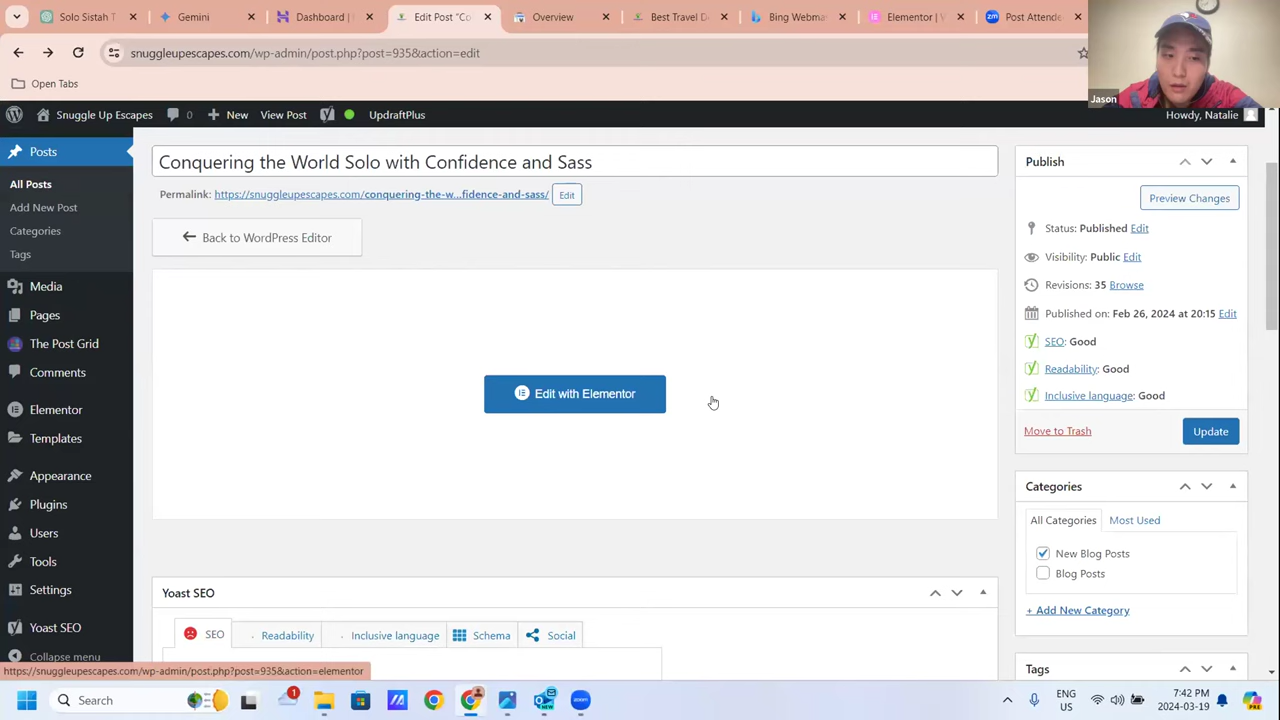 Solo Sistah T
Gemini
Dashboard |
Edit Post “Co
Overview
Best Travel De
Bing Webma
Elementor | V
Post Attende
snuggleupescapes.com/wp-admin/post.php?post=935&action=edit
Open Tabs
Jason
Snuggle Up Escapes
0
New
View Post
UpdraftPlus
Howdy, Natalie
Posts
All Posts
Add New Post
Categories
Tags
Media
Pages
The Post Grid
Comments
Elementor
Templates
Appearance
Plugins
Users
Tools
Settings
Yoast SEO
Collapse menu
Conquering the World Solo with Confidence and Sass
Permalink: https://snuggleupescapes.com/conquering-the-w...fidence-and-sass/ Edit
Back to WordPress Editor
Edit with Elementor
Yoast SEO
SEO
Readability
Inclusive language
Schema
Social
Publish
Preview Changes
Status: Published Edit
Visibility: Public Edit
Revisions: 35 Browse
Published on: Feb 26, 2024 at 20:15 Edit
SEO: Good
Readability: Good
Inclusive language: Good
Move to Trash
Update
Categories
All Categories
Most Used
New Blog Posts
Blog Posts
+ Add New Category
Tags
https://snuggleupescapes.com/wp-admin/post.php?post=935&action=elementor
Search
1
NEW
zoom
ENG
US
7:42 PM
2024-03-19
PRE